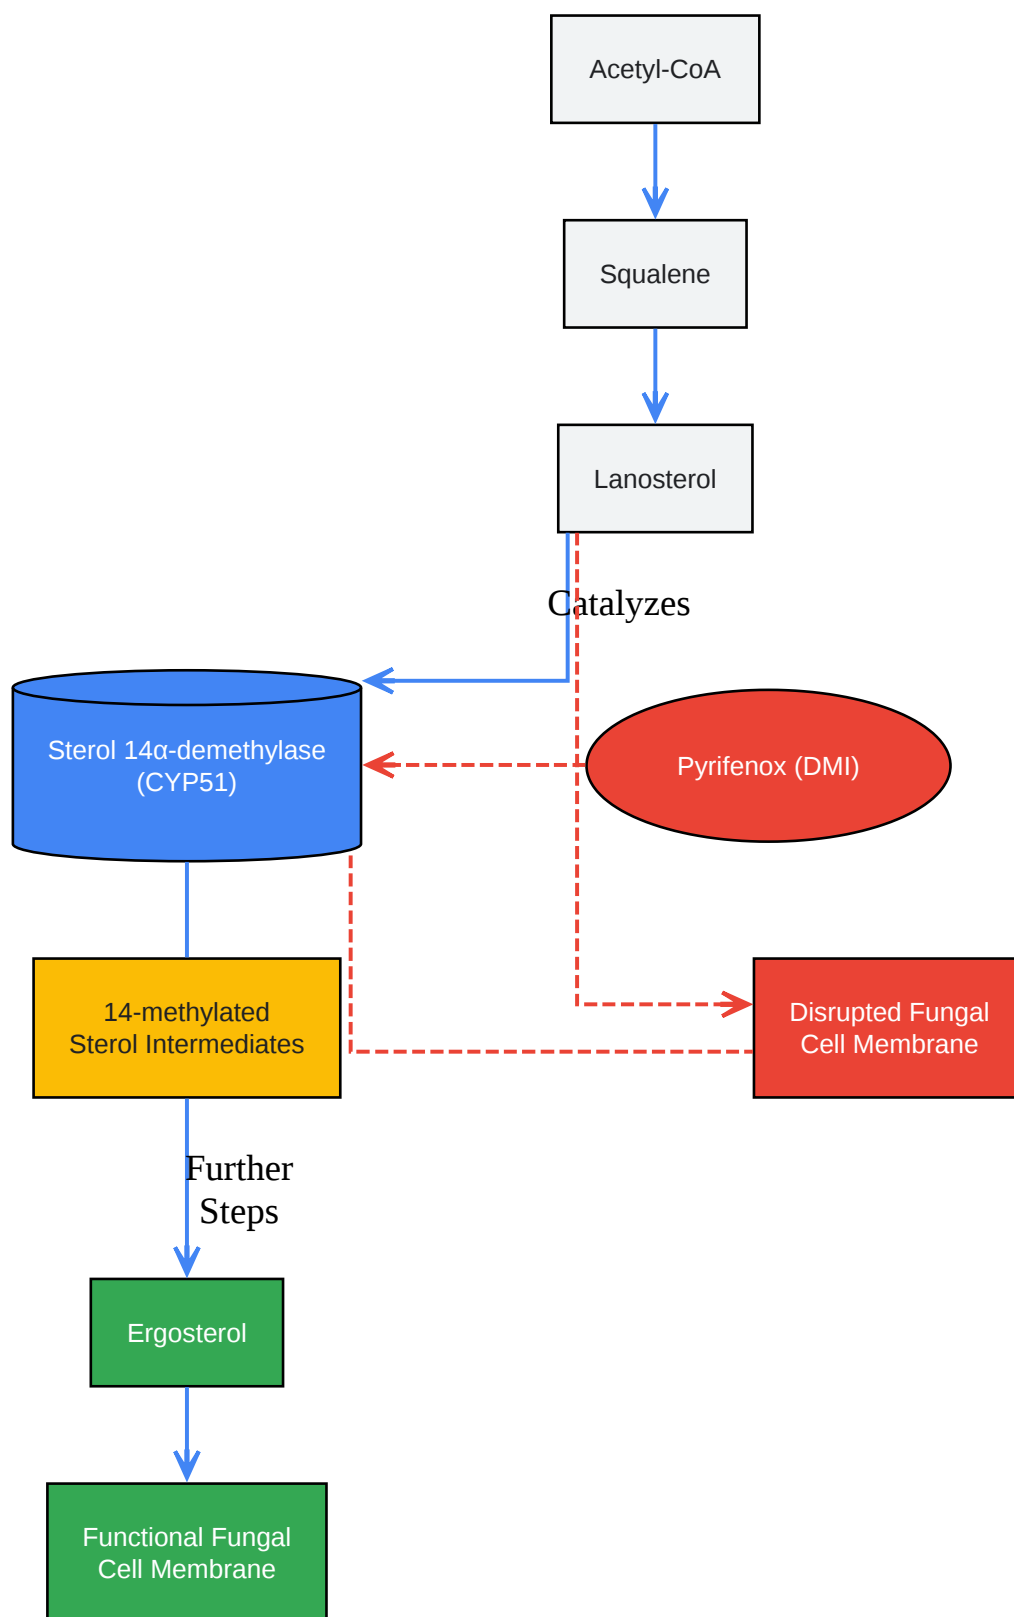 Acetyl-CoA
Squalene
Lanosterol
Catalyzes
Sterol 14α-demethylase
(CYP51)
Pyrifenox (DMI)
14-methylated
Sterol Intermediates
Disrupted Fungal
Cell Membrane
Further
Steps
Ergosterol
Functional Fungal
Cell Membrane